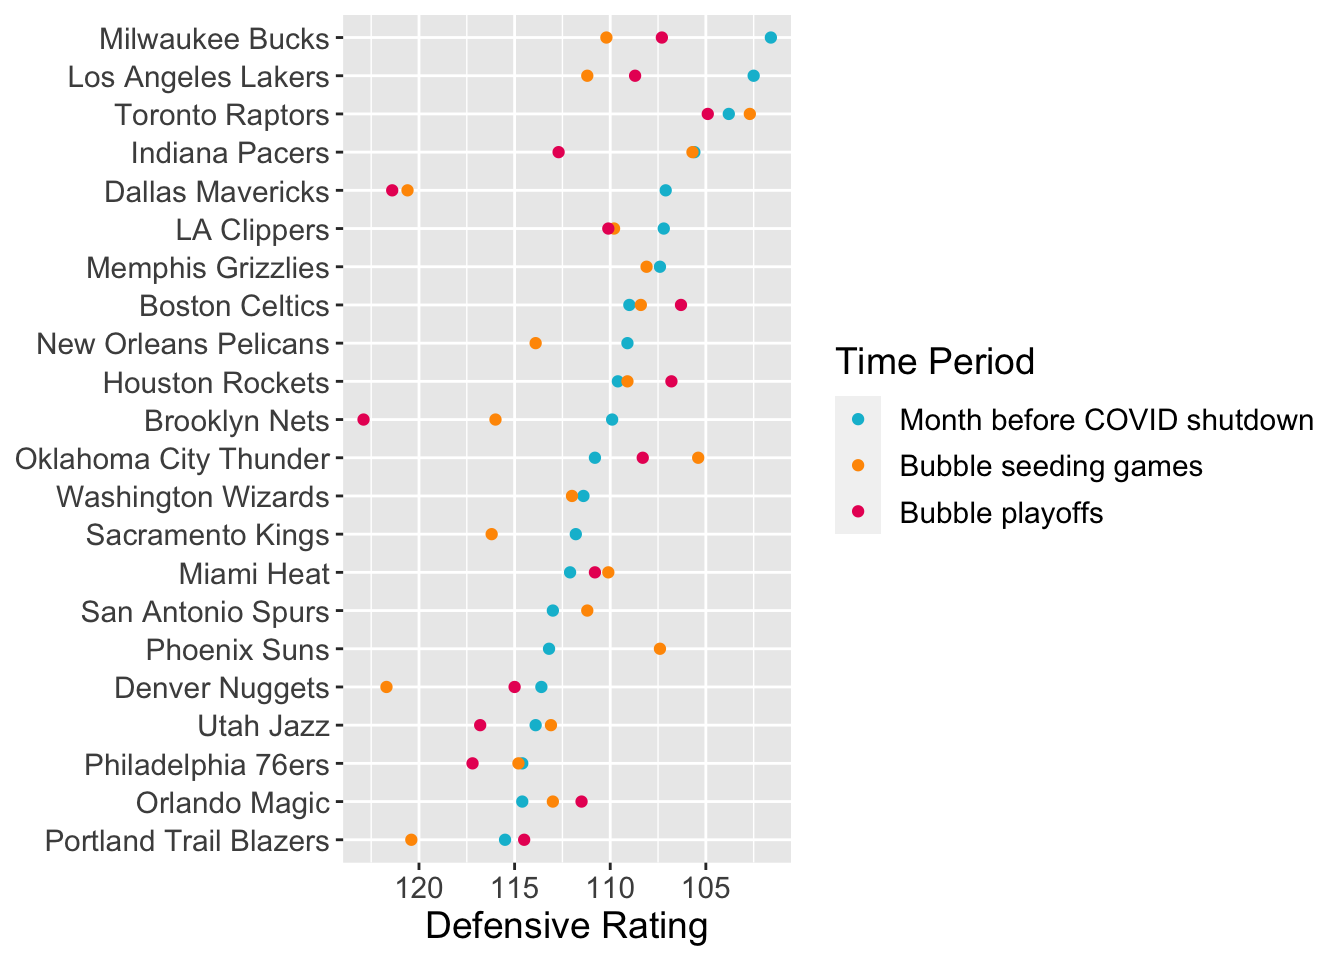 Milwaukee Bucks
Los Angeles Lakers
Toronto Raptors
Indiana Pacers
Dallas Mavericks
LA Clippers
Memphis Grizzlies
Boston Celtics
New Orleans Pelicans
Houston Rockets
Brooklyn Nets
Oklahoma City Thunder
Washington Wizards
Sacramento Kings
Miami Heat
San Antonio Spurs
Phoenix Suns
Denver Nuggets
Utah Jazz
Philadelphia 76ers
Orlando Magic
Portland Trail Blazers
120 115 110 105
Defensive Rating
Time Period
Month before COVID shutdown
Bubble seeding games
Bubble playoffs